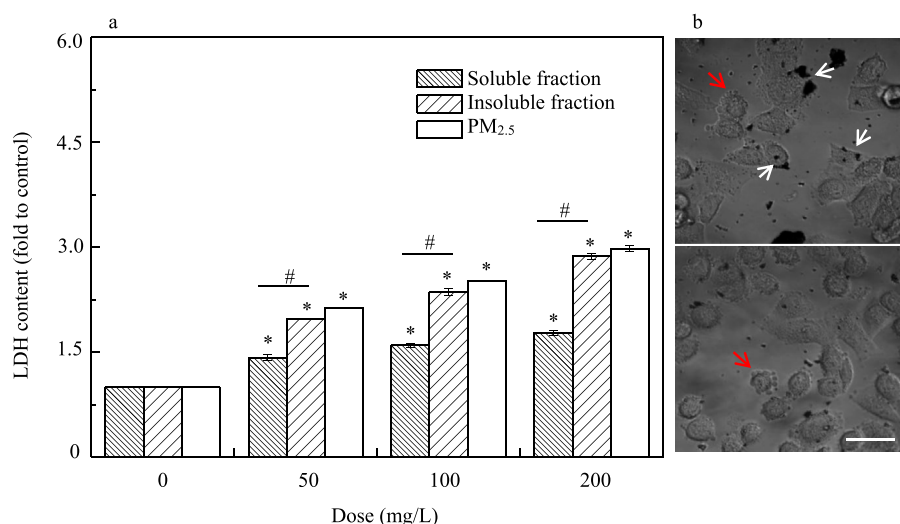 a
b
6.0
4.5
3.0
1.5
0
LDH content (fold to control)
Soluble fraction
Insoluble fraction
PM2.5
#
#
#
* * *
* * *
* * *
0 50 100 200
Dose (mg/L)